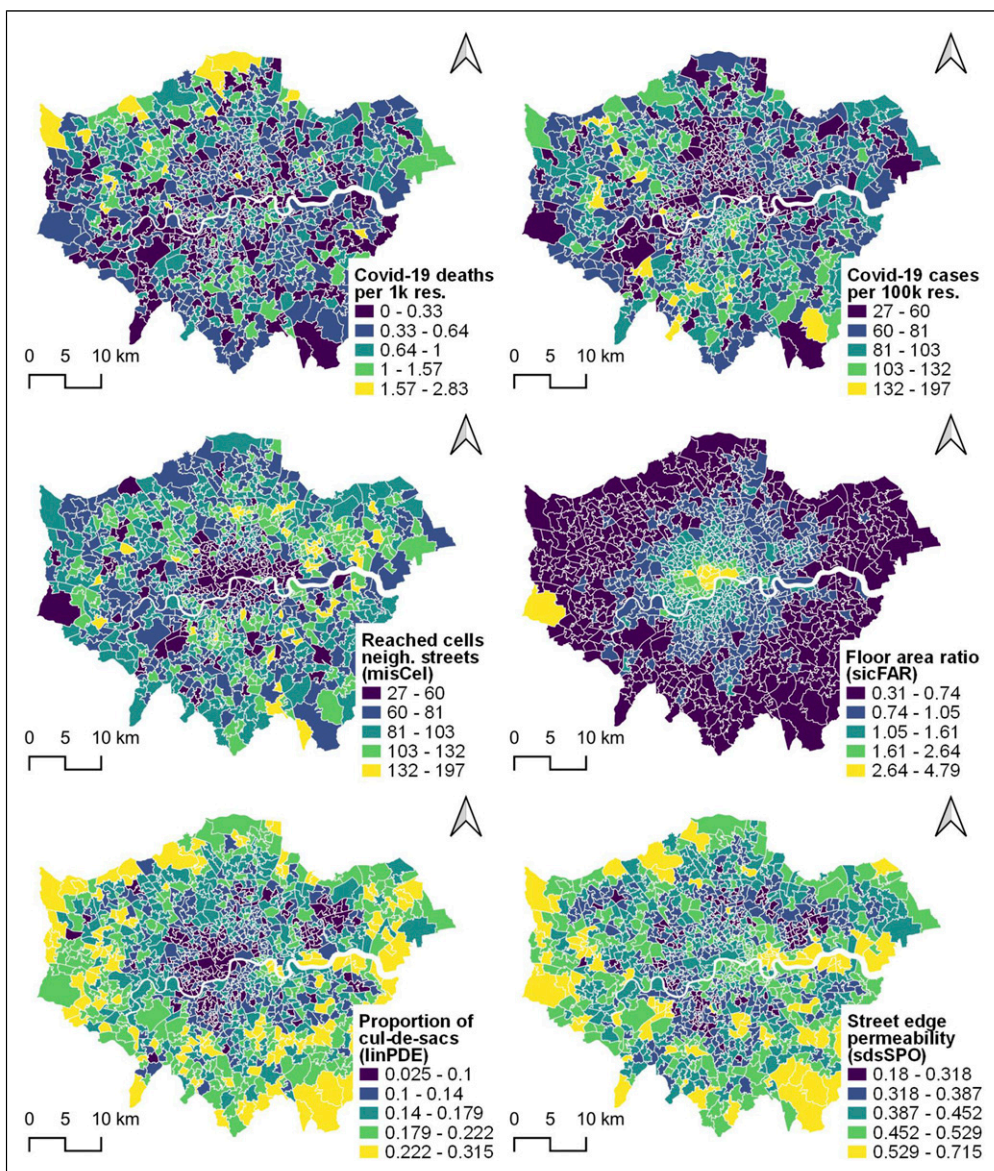 Covid-19 deaths
per 1k res.
0 - 0.33
0.33 - 0.64
0.64 - 1
1 - 1.57
1.57 - 2.83
0 5 10 km
Covid-19 cases
per 100k res.
27 - 60
60 - 81
81 - 103
103 - 132
132 - 197
0 5 10 km
Reached cells
neigh. streets
(misCel)
27 - 60
60 - 81
81 - 103
103 - 132
132 - 197
0 5 10 km
Floor area ratio
(sicFAR)
0.31 - 0.74
0.74 - 1.05
1.05 - 1.61
1.61 - 2.64
2.64 - 4.79
0 5 10 km
Proportion of
cul-de-sacs
(linPDE)
0.025 - 0.1
0.1 - 0.14
0.14 - 0.179
0.179 - 0.222
0.222 - 0.315
0 5 10 km
Street edge
permeability
(sdsSPO)
0.18 - 0.318
0.318 - 0.387
0.387 - 0.452
0.452 - 0.529
0.529 - 0.715
0 5 10 km